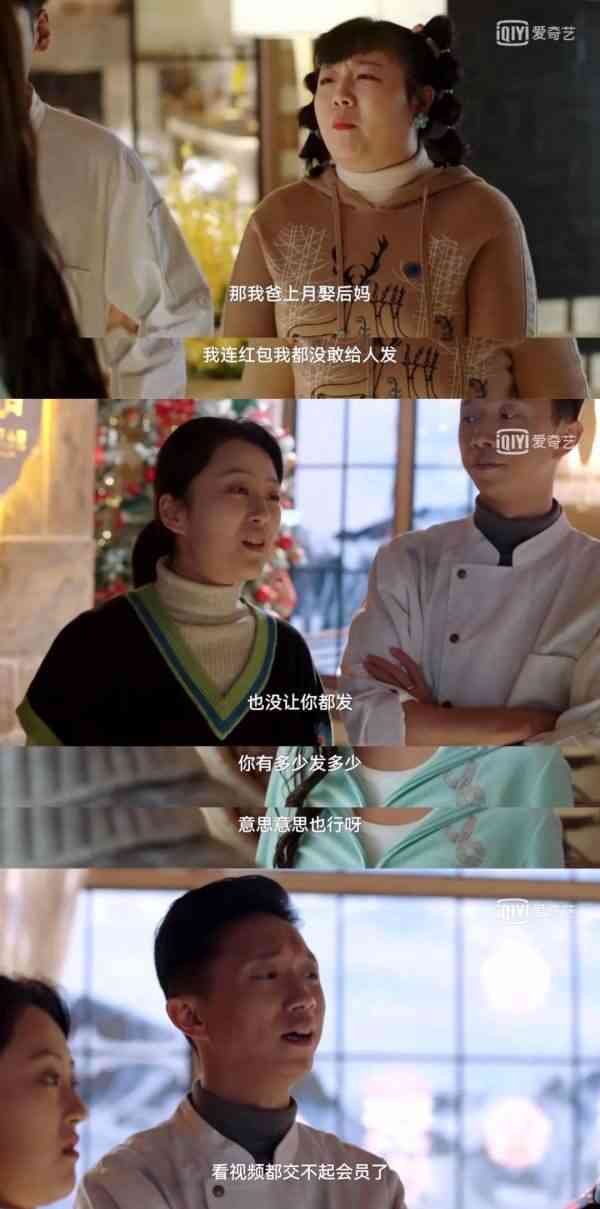 iQIYI 爱奇艺
那我爸上月娶后妈
我连红包我都没敢给人发
iQIYI 爱奇艺
也没让你都发
你有多少发多少
意思意思也行呀
iQIYI 爱奇艺
看视频都交不起会员了